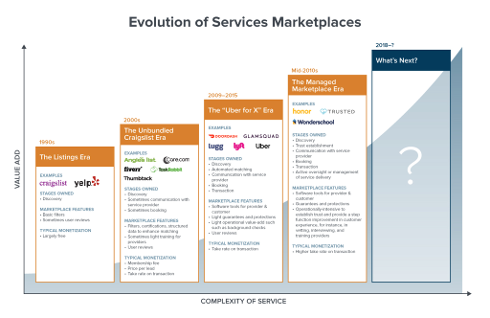 Evolution of Services Marketplaces
VALUE ADD
COMPLEXITY OF SERVICE
1990s
The Listings Era
EXAMPLES
craigslist yelp
STAGES OWNED
• Discovery
MARKETPLACE FEATURES
• Basic filters
• Sometimes user reviews
TYPICAL MONETIZATION
• Largely free
2000s
The Unbundled
Craigslist Era
EXAMPLES
Angie's list. Care.com
fiverr TaskRabbit
Thumbtack
STAGES OWNED
• Discovery
• Sometimes communication with
service provider
• Sometimes booking
MARKETPLACE FEATURES
• Filters, certifications, structured
data to enhance matching
• Sometimes light training for
providers
• User reviews
TYPICAL MONETIZATION
• Membership fee
• Price per lead
• Take rate on transaction
2009–2015
The "Uber for X" Era
EXAMPLES
DOORDASH GLAMSQUAD
lugg lyft Uber
STAGES OWNED
• Discovery
• Automated matching
• Communication with service
provider
• Booking
• Transaction
MARKETPLACE FEATURES
• Software tools for provider &
customer
• Light guarantees and protections
• Light operational value-add such
such as background checks
• User reviews
TYPICAL MONETIZATION
• Take rate on transaction
Mid-2010s
The Managed
Marketplace Era
EXAMPLES
honor TRUSTED
Wonderschool
STAGES OWNED
• Discovery
• Trust establishment
• Communication with service
provider
• Booking
• Transaction
• Active oversight or management
of service delivery
MARKETPLACE FEATURES
• Software tools for provider &
customer
• Guarantees and protections
• Operationally-intensive to
establish trust and provide a step
function improvement in customer
experience, for instance, in
vetting, interviewing, and
training providers
TYPICAL MONETIZATION
• Higher take rate on transaction
2018–?
What's Next?
?